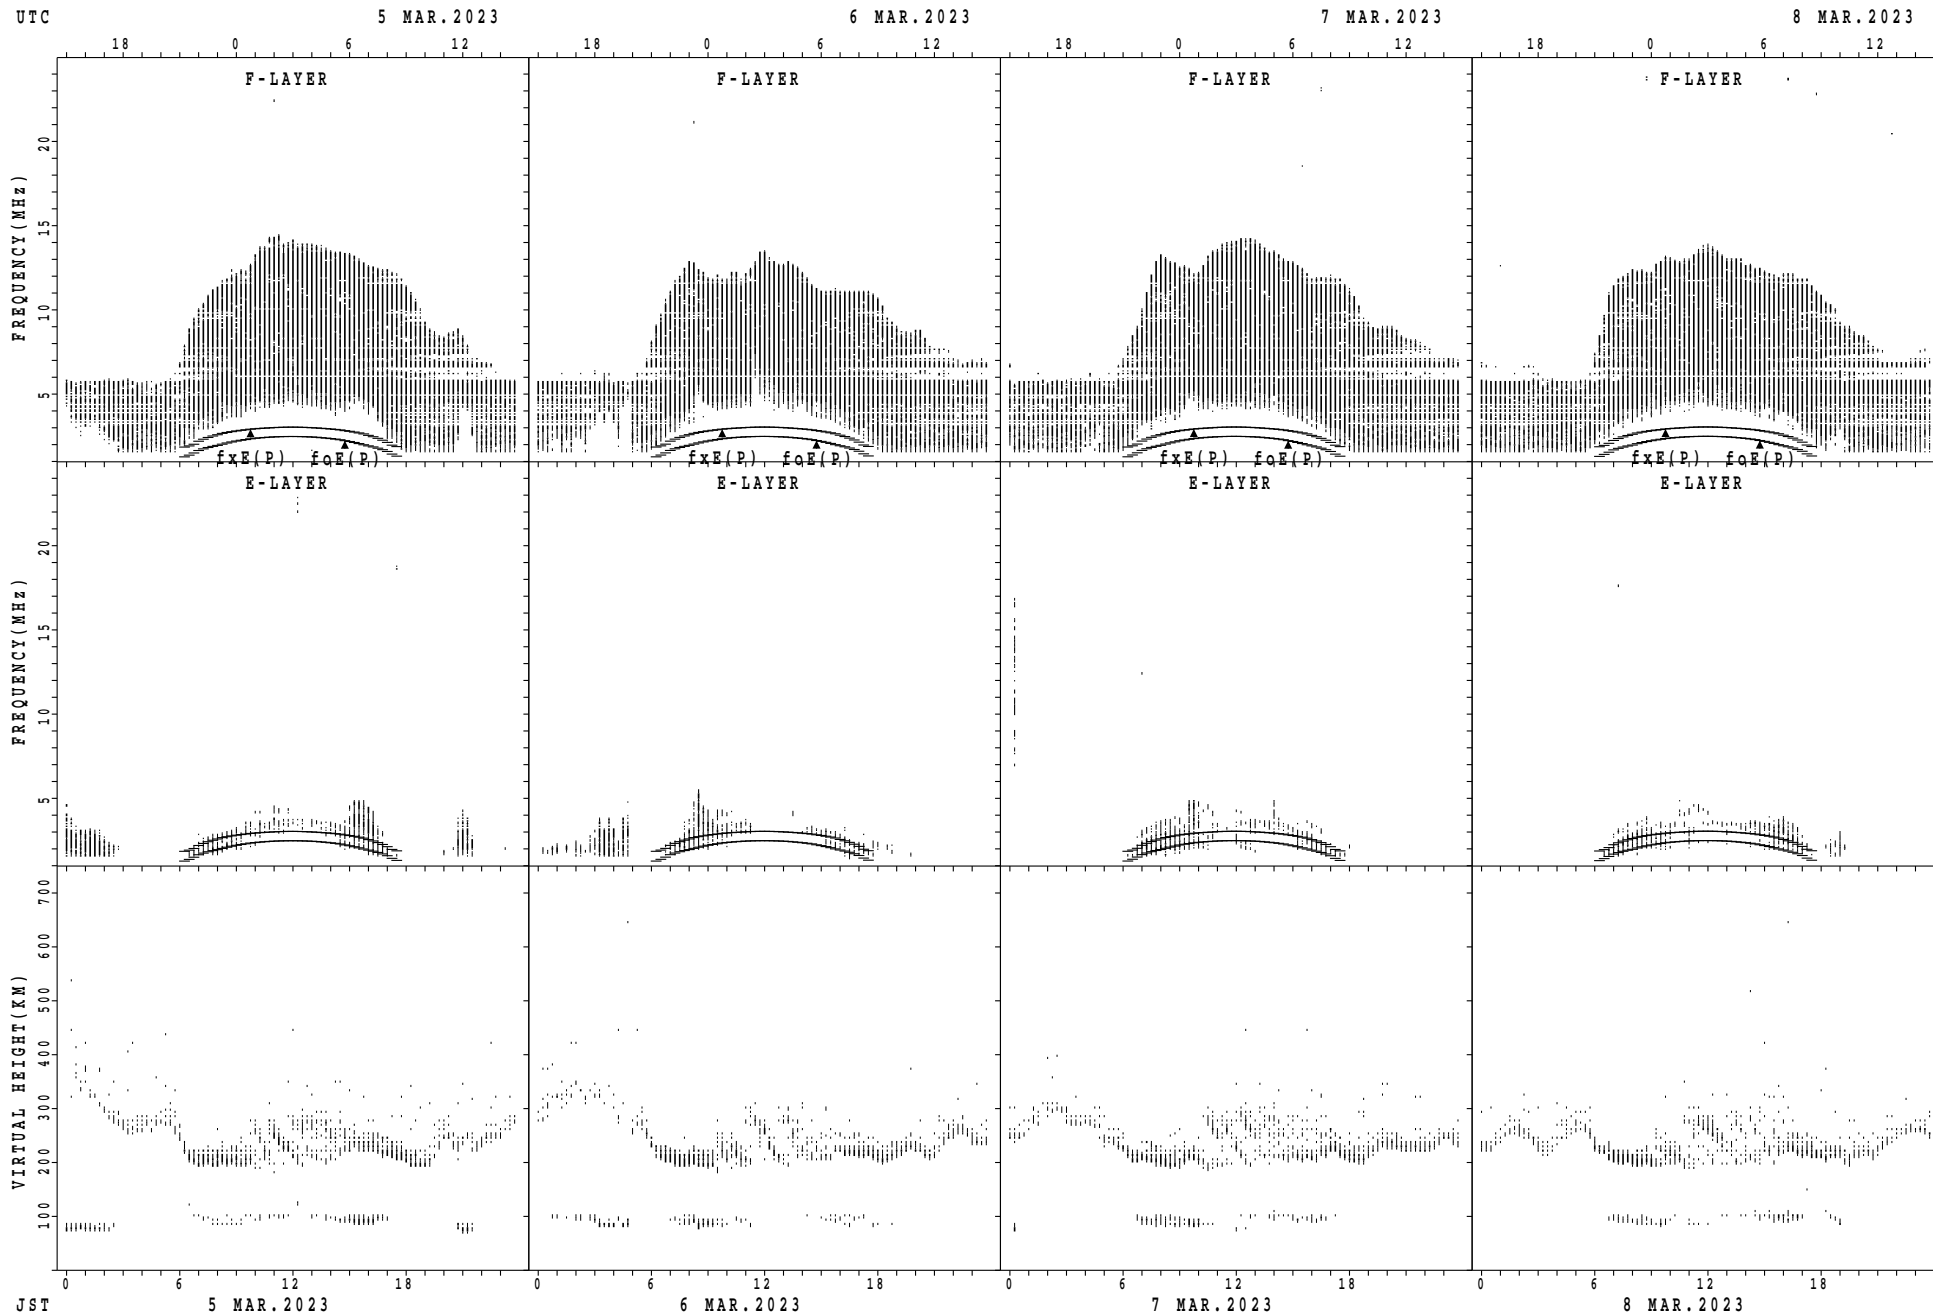 UTC 5 MAR.2023 6 MAR.2023 7 MAR.2023 8 MAR.2023
18 0 6 12 18 0 6 12 18 0 6 12 18 0 6 12
F-LAYER F-LAYER F-LAYER F-LAYER
FREQUENCY(MHz)
20
15
10
5
fxE(P) foE(P) fxE(P) foE(P) fxE(P) foE(P) fxE(P) foE(P)
E-LAYER E-LAYER E-LAYER E-LAYER
FREQUENCY(MHz)
20
15
10
5
VIRTUAL HEIGHT(KM)
700
600
500
400
300
200
100
0 6 12 18 0 6 12 18 0 6 12 18 0 6 12 18
JST 5 MAR.2023 6 MAR.2023 7 MAR.2023 8 MAR.2023